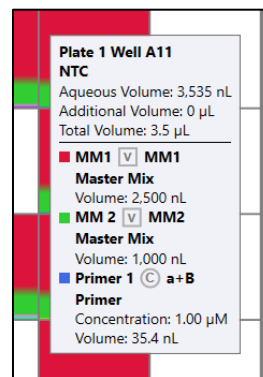 Plate 1 Well A11
NTC
Aqueous Volume: 3,535 nL
Additional Volume: 0 µL
Total Volume: 3.5 µL
MM1 V MM1
Master Mix
Volume: 2,500 nL
MM 2 V MM2
Master Mix
Volume: 1,000 nL
Primer 1 C a+B
Primer
Concentration: 1.00 µM
Volume: 35.4 nL